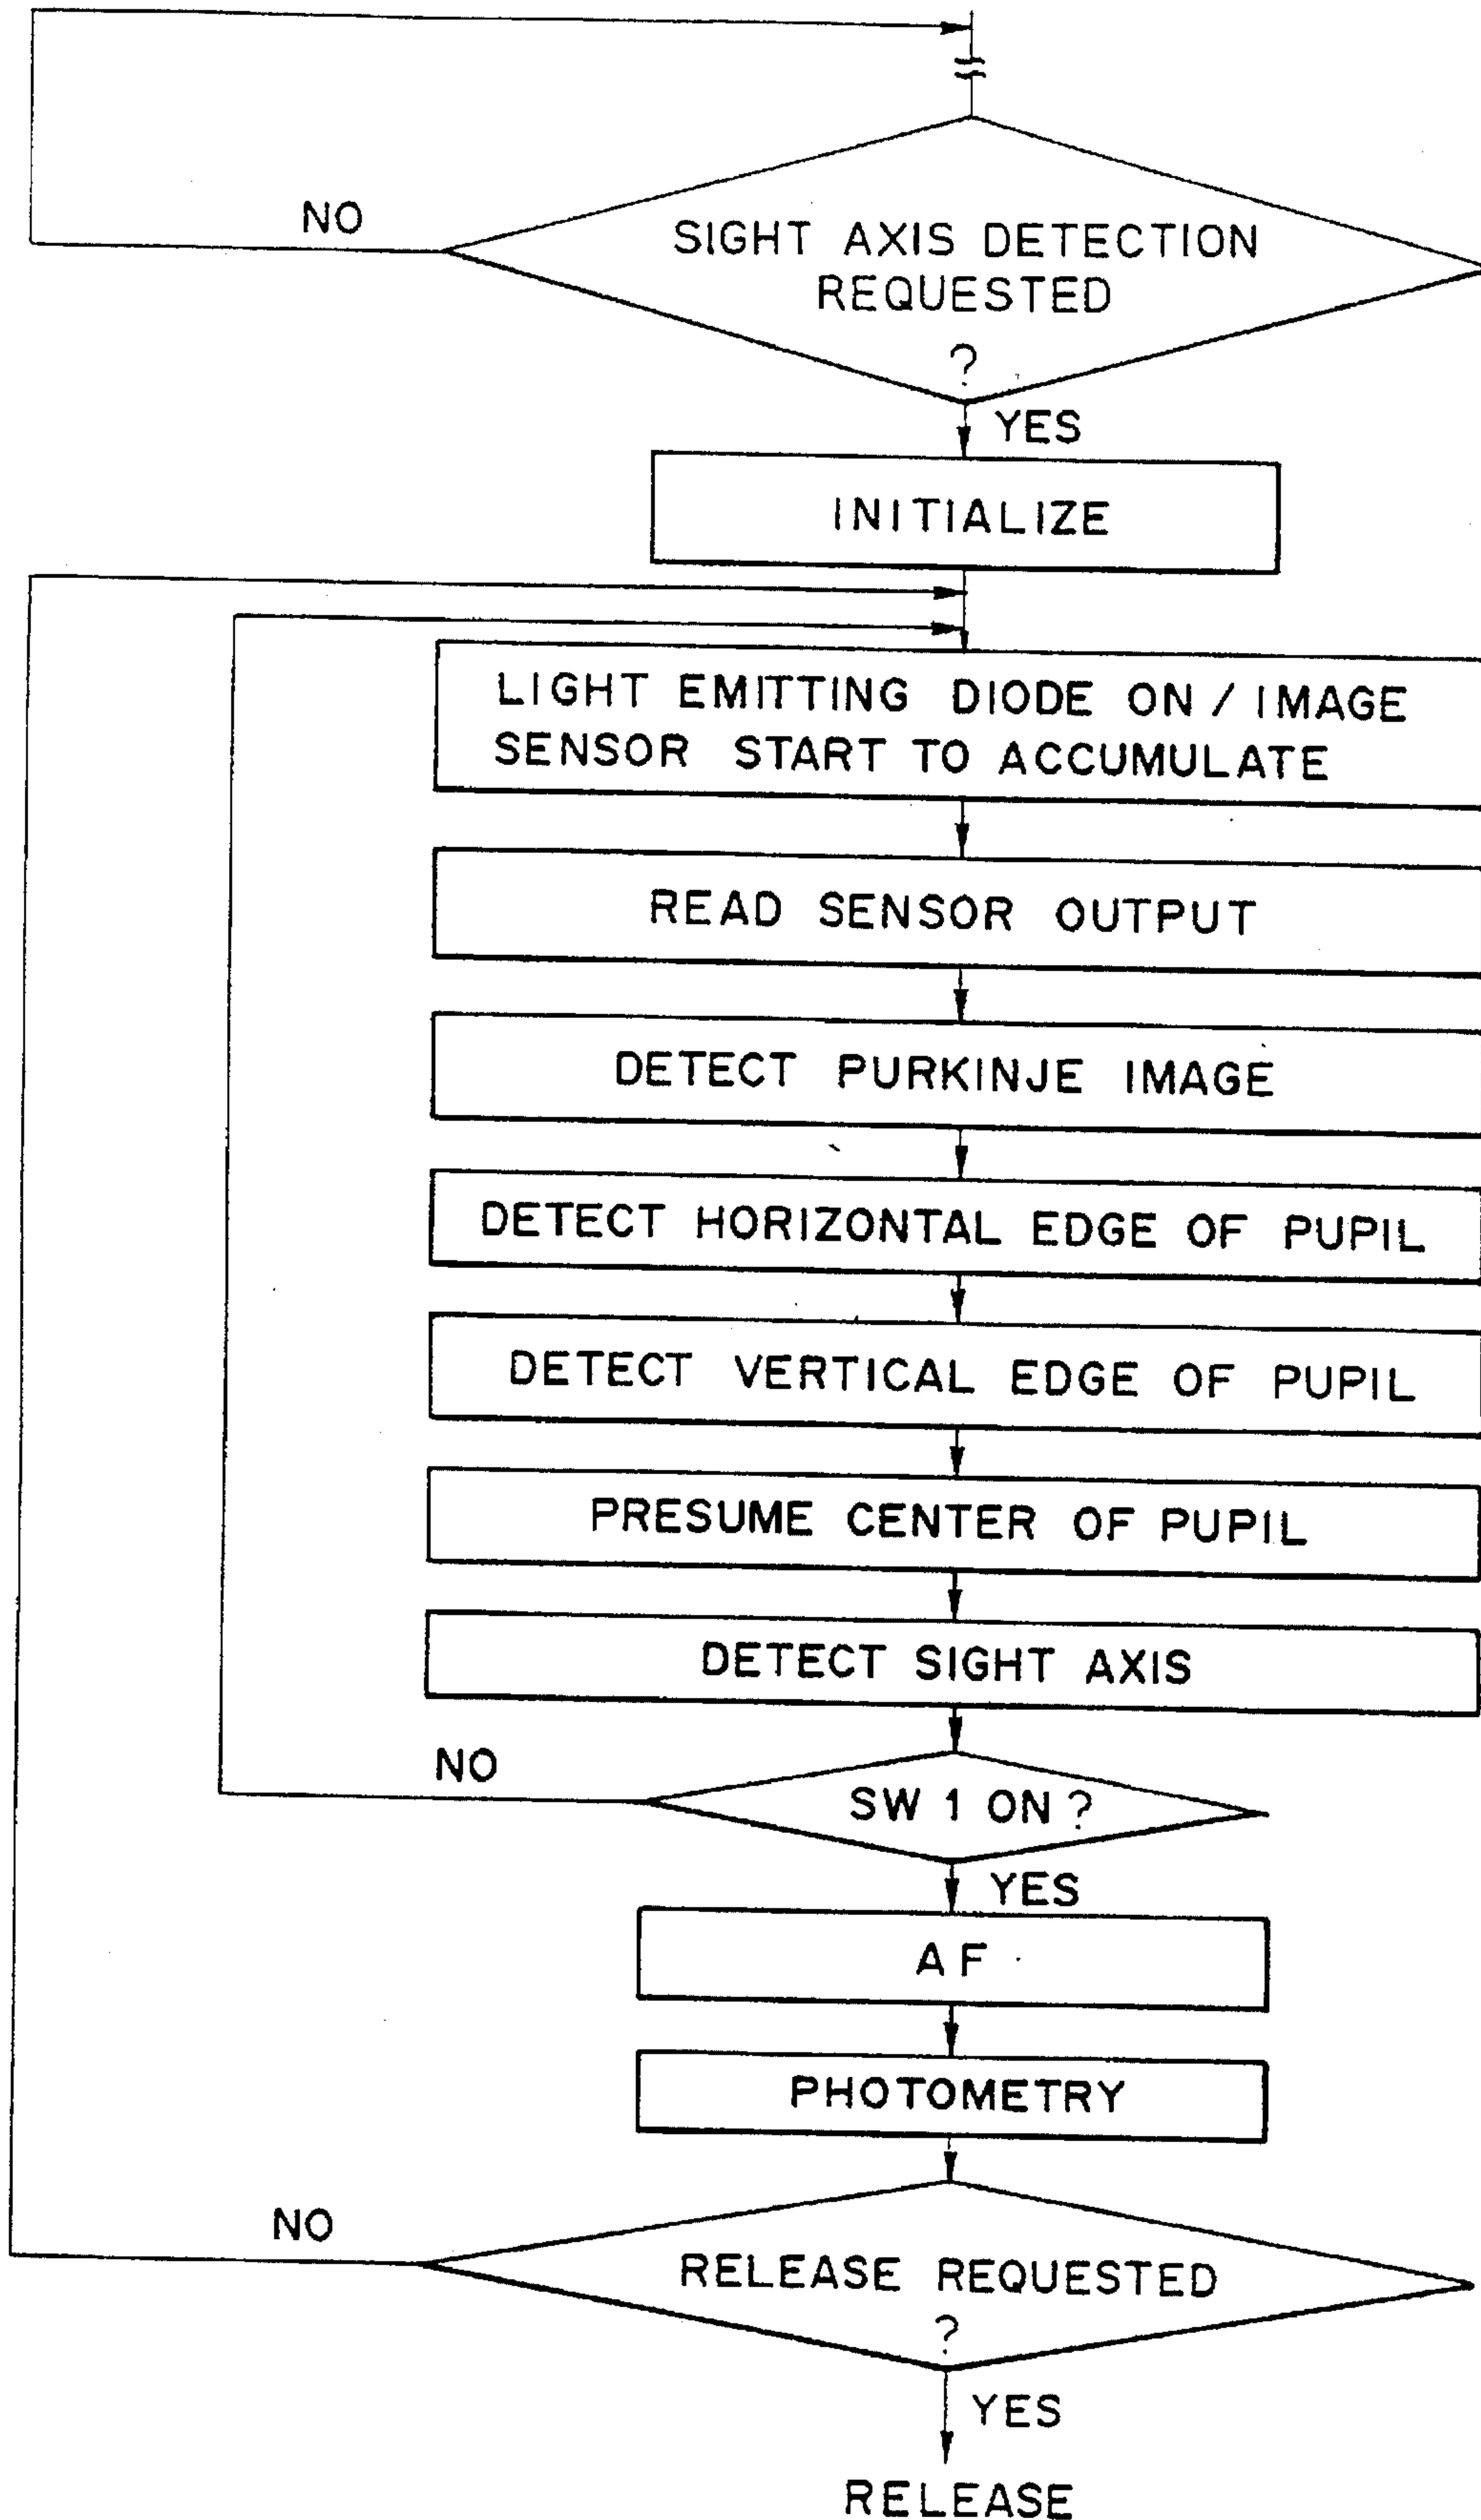 NO
SIGHT AXIS DETECTION
REQUESTED
?
YES
INITIALIZE
LIGHT EMITTING DIODE ON / IMAGE
SENSOR START TO ACCUMULATE
READ SENSOR OUTPUT
DETECT PURKINJE IMAGE
DETECT HORIZONTAL EDGE OF PUPIL
DETECT VERTICAL EDGE OF PUPIL
PRESUME CENTER OF PUPIL
DETECT SIGHT AXIS
NO
SW 1 ON ?
YES
AF
PHOTOMETRY
NO
RELEASE REQUESTED
?
YES
RELEASE